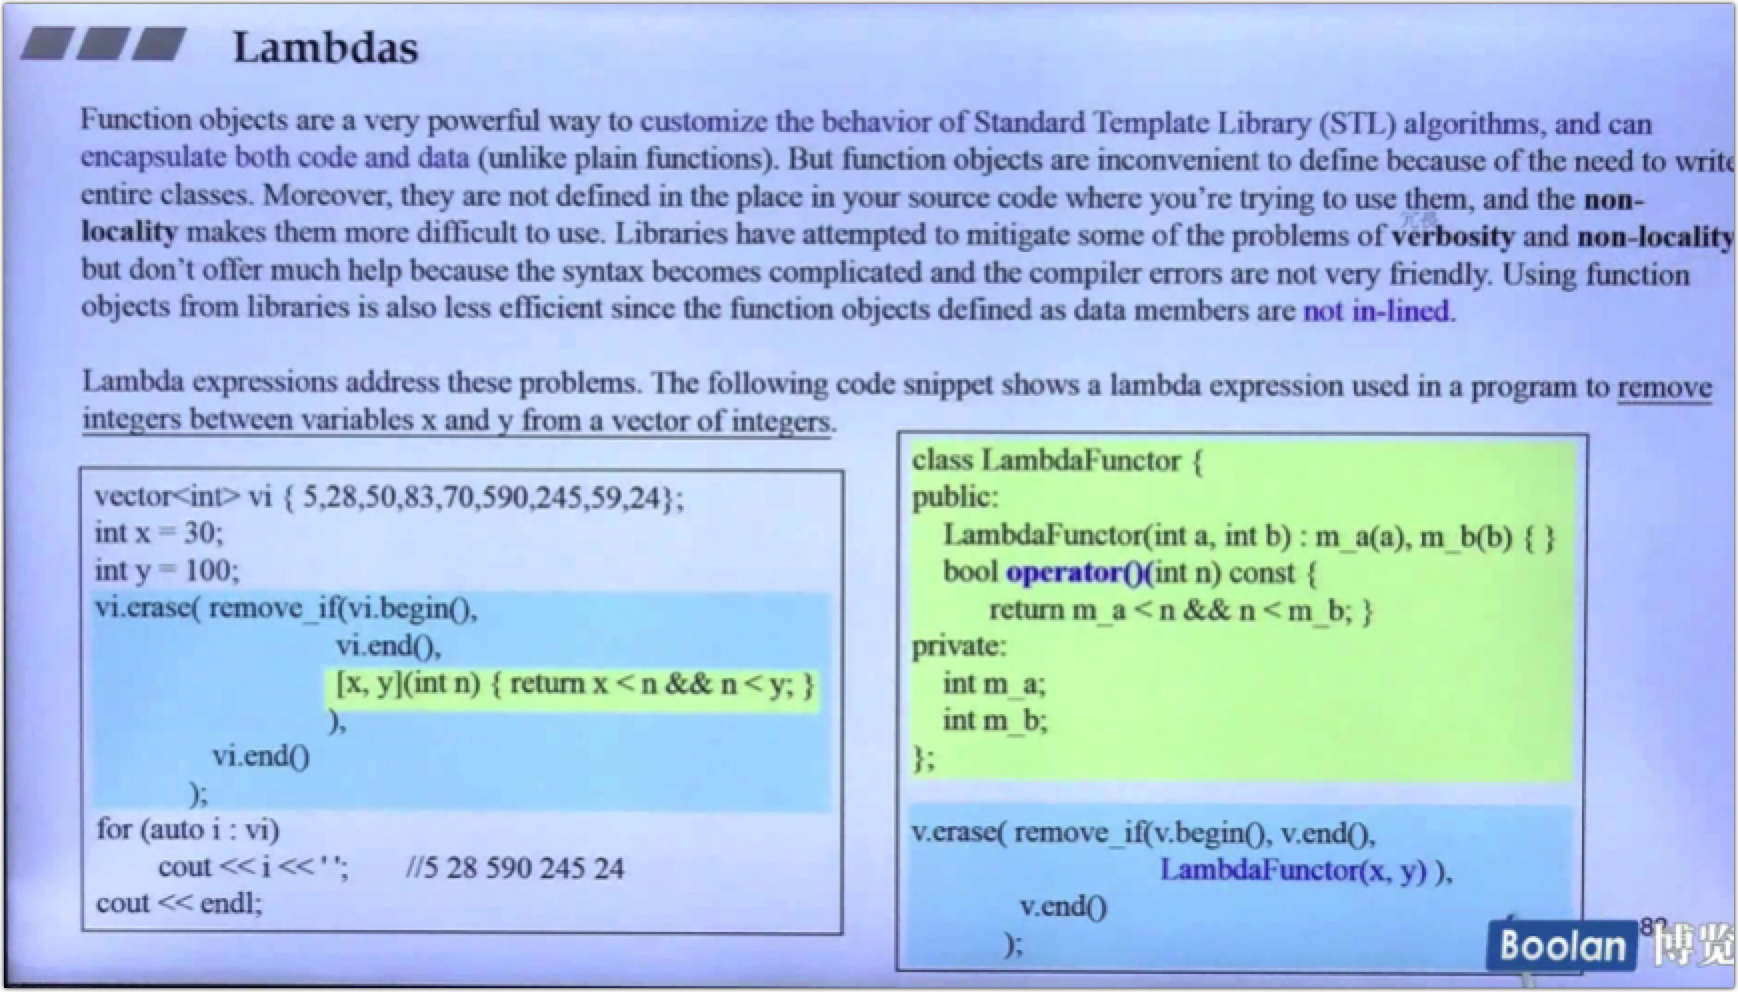 Lambdas
Function objects are a very powerful way to customize the behavior of Standard Template Library (STL) algorithms, and can
encapsulate both code and data (unlike plain functions). But function objects are inconvenient to define because of the need to write
entire classes. Moreover, they are not defined in the place in your source code where you're trying to use them, and the non-
locality makes them more difficult to use. Libraries have attempted to mitigate some of the problems of verbosity and non-locality
but don't offer much help because the syntax becomes complicated and the compiler errors are not very friendly. Using function
objects from libraries is also less efficient since the function objects defined as data members are not in-lined.
Lambda expressions address these problems. The following code snippet shows a lambda expression used in a program to remove
integers between variables x and y from a vector of integers.
vector<int> vi { 5,28,50,83,70,590,245,59,24};
int x = 30;
int y = 100;
vi.erase( remove_if(vi.begin(),
vi.end(),
[x, y](int n) { return x < n && n < y; }
),
vi.end()
);
for (auto i : vi)
cout << i << ' '; //5 28 590 245 24
cout << endl;
class LambdaFunctor {
public:
LambdaFunctor(int a, int b) : m_a(a), m_b(b) { }
bool operator()(int n) const {
return m_a < n && n < m_b; }
private:
int m_a;
int m_b;
};
v.erase( remove_if(v.begin(), v.end(),
LambdaFunctor(x, y) ),
v.end()
);
Boolan 博览